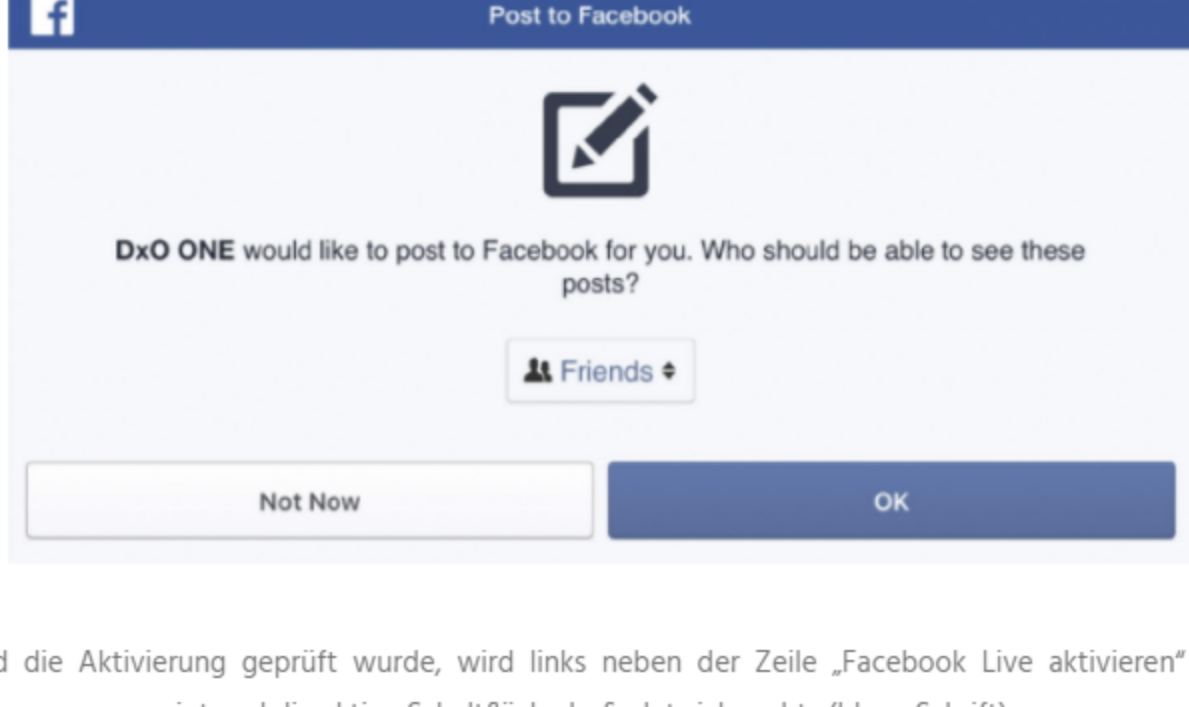 f
Post to Facebook
DxO ONE would like to post to Facebook for you. Who should be able to see these
posts?
Friends
Not Now
OK
die Aktivierung geprüft wurde, wird links neben der Zeile „Facebook Live aktivieren“